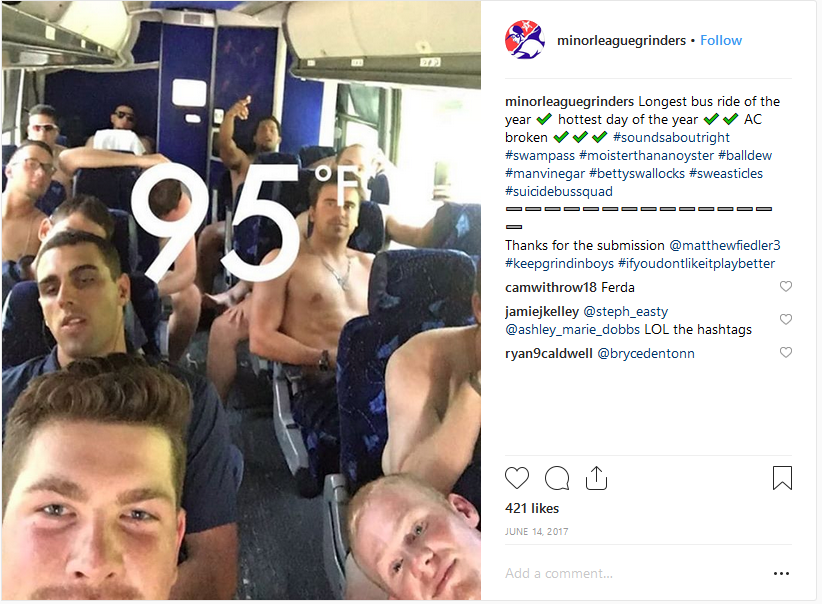 95°F
minorleaguegrinders • Follow
minorleaguegrinders Longest bus ride of the
year ✔ hottest day of the year ✔✔ AC
broken ✔✔✔ #soundsaboutright
#swampass #moisterthananoyster #balldew
#manvinegar #bettyswallocks #sweasticles
#suicidebussquad
Thanks for the submission @matthewfiedler3
#keepgrindinboys #ifyoudontlikeitplaybetter
camwithrow18 Ferda
jamiejkelley @steph_easty
@ashley_marie_dobbs LOL the hashtags
ryan9caldwell @brycedentonn
421 likes
JUNE 14, 2017
Add a comment...